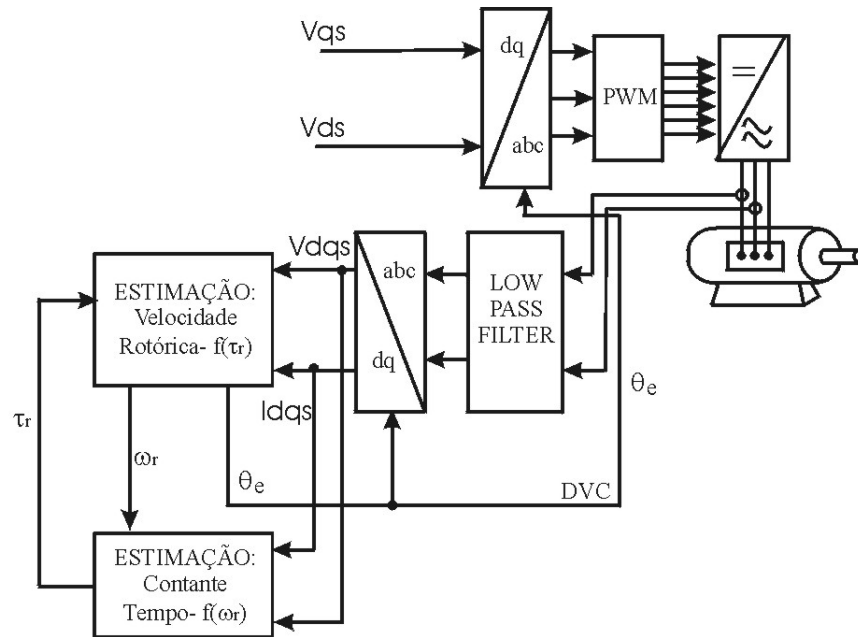 Vqs
dq
PWM
=
Vds
abc
≈
Vdqs
abc
LOW
PASS
FILTER
ESTIMAÇÃO:
Velocidade
Rotórica- f(τr)
dq
θe
Idqs
τr
ωr
θe
DVC
ESTIMAÇÃO:
Contante
Tempo- f(ωr)